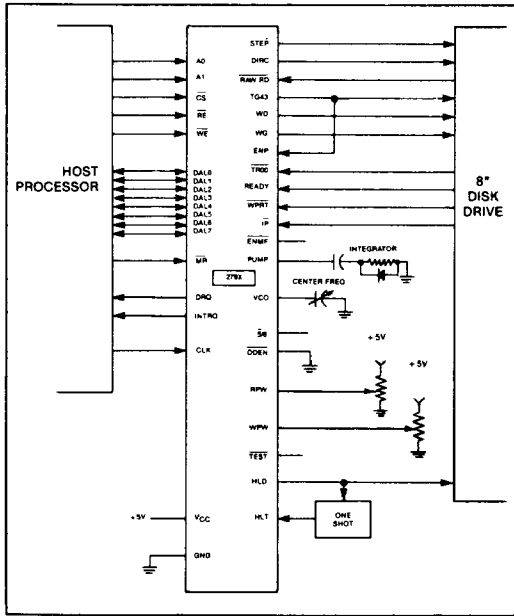 HOST
PROCESSOR
A0
A1
CS
RE
WE
DAL0
DAL1
DAL2
DAL3
DAL4
DAL5
DAL6
DAL7
MR
DRQ
INTRQ
CLK
+5V
VCC
GND
279X
STEP
DIRC
RAW RD
TG43
WD
WG
ENP
TR00
READY
WPRT
IP
ENMF
PUMP
VCO
5/8
DDEN
RPW
WPW
TEST
HLD
HLT
INTEGRATOR
CENTER FREQ
+5V
+5V
ONE
SHOT
8"
DISK
DRIVE